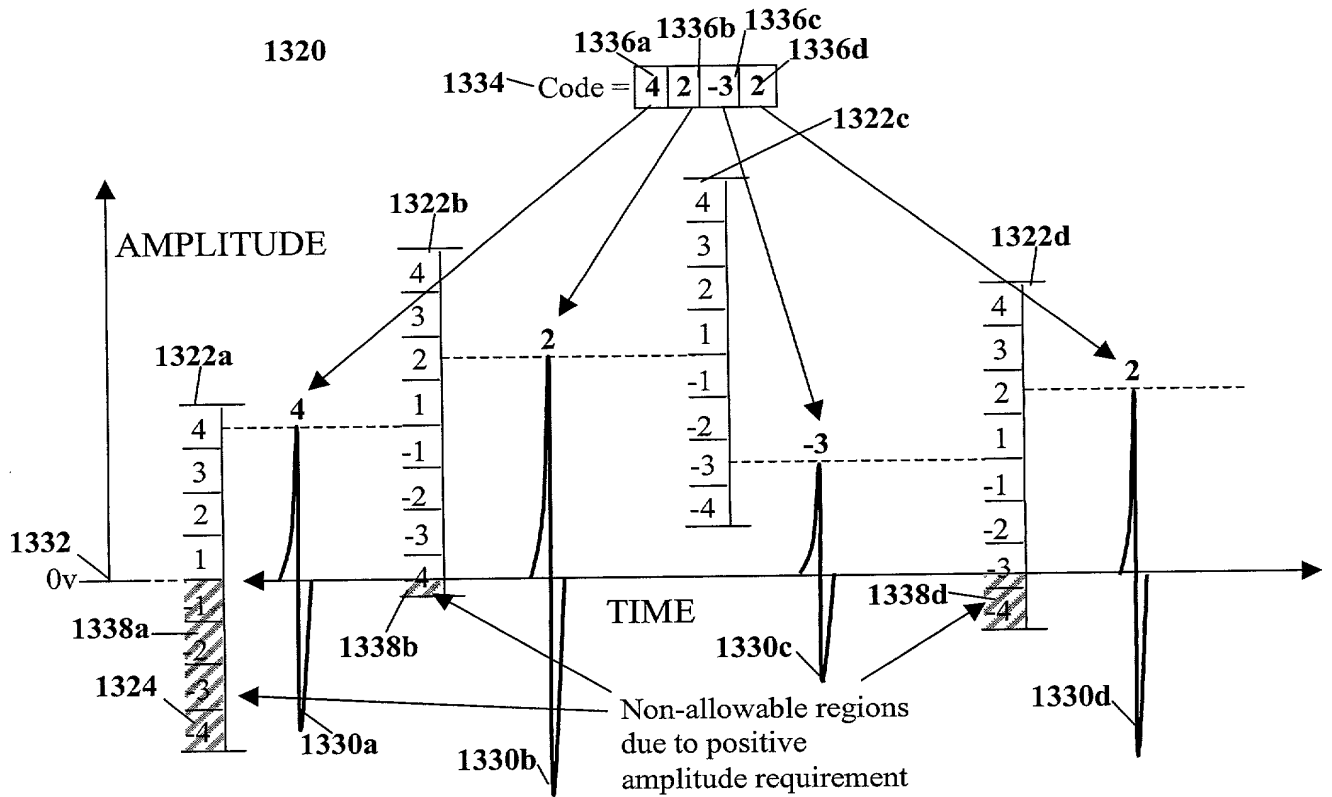 1320
1336a
1336b
1336c
1336d
1334
Code = 4 2 -3 2
1322c
AMPLITUDE
1322b
4
3
2
1
-1
-2
-3
4
1322a
4
3
2
1
-1
-2
-3
-4
4
3
2
1
-1
-2
-3
-4
1322d
4
3
2
1
-1
-2
-3
-4
4
2
-3
2
1332
0v
TIME
1338a
1324
1338b
1338d
1330a
1330b
1330c
1330d
Non-allowable regions
due to positive
amplitude requirement